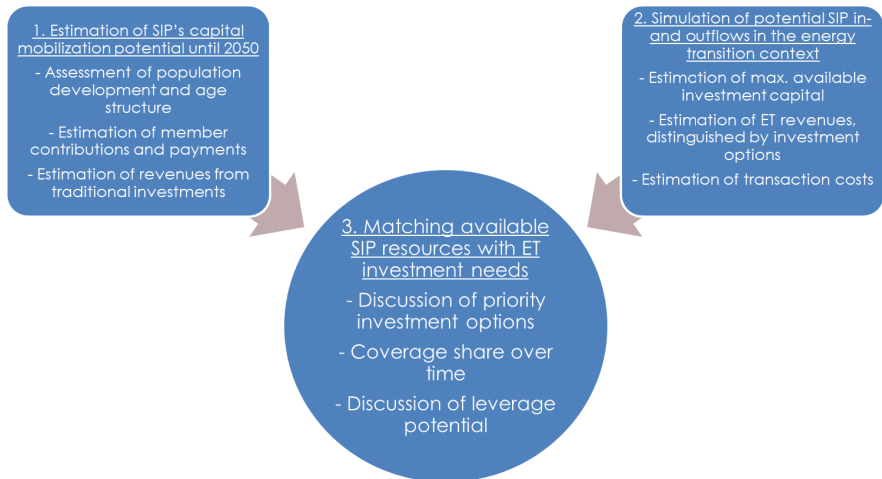 1. Estimation of SIP's capital
mobilization potential until 2050
- Assessment of population
development and age
structure
- Estimation of member
contributions and payments
- Estimation of revenues from
traditional investments
2. Simulation of potential SIP in-
and outflows in the energy
transition context
- Estimation of max. available
investment capital
- Estimation of ET revenues,
distinguished by investment
options
- Estimation of transaction costs
3. Matching available
SIP resources with ET
investment needs
- Discussion of priority
investment options
- Coverage share over
time
- Discussion of leverage
potential